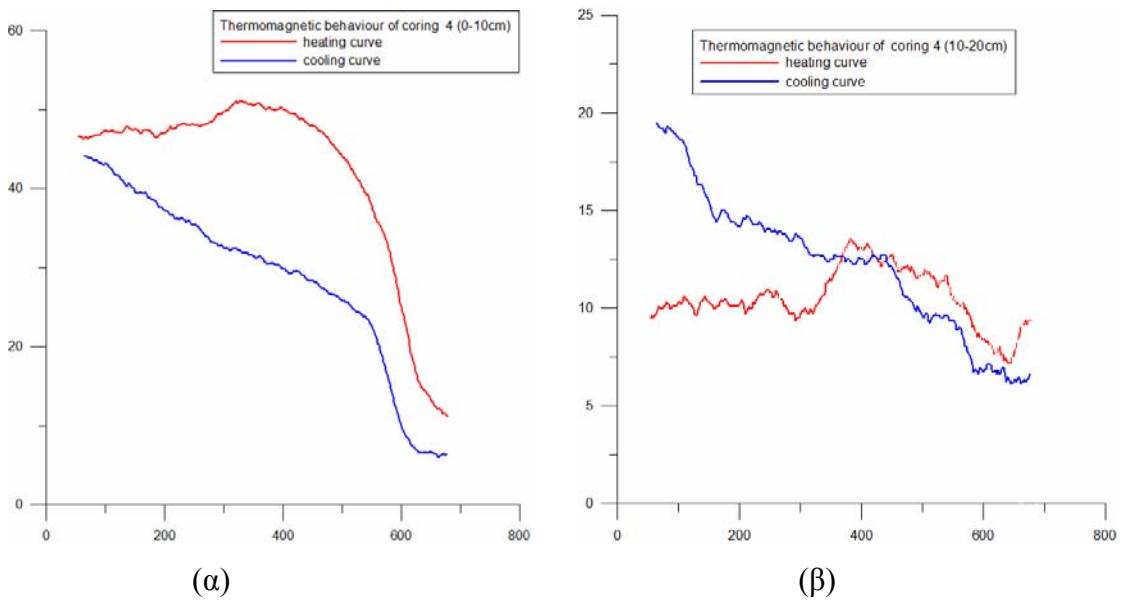 Thermomagnetic behaviour of coring 4 (0-10cm)
heating curve
cooling curve
60
40
20
0
0 200 400 600 800
(α)
Thermomagnetic behaviour of coring 4 (10-20cm)
heating curve
cooling curve
25
20
15
10
5
0
0 200 400 600 800
(β)